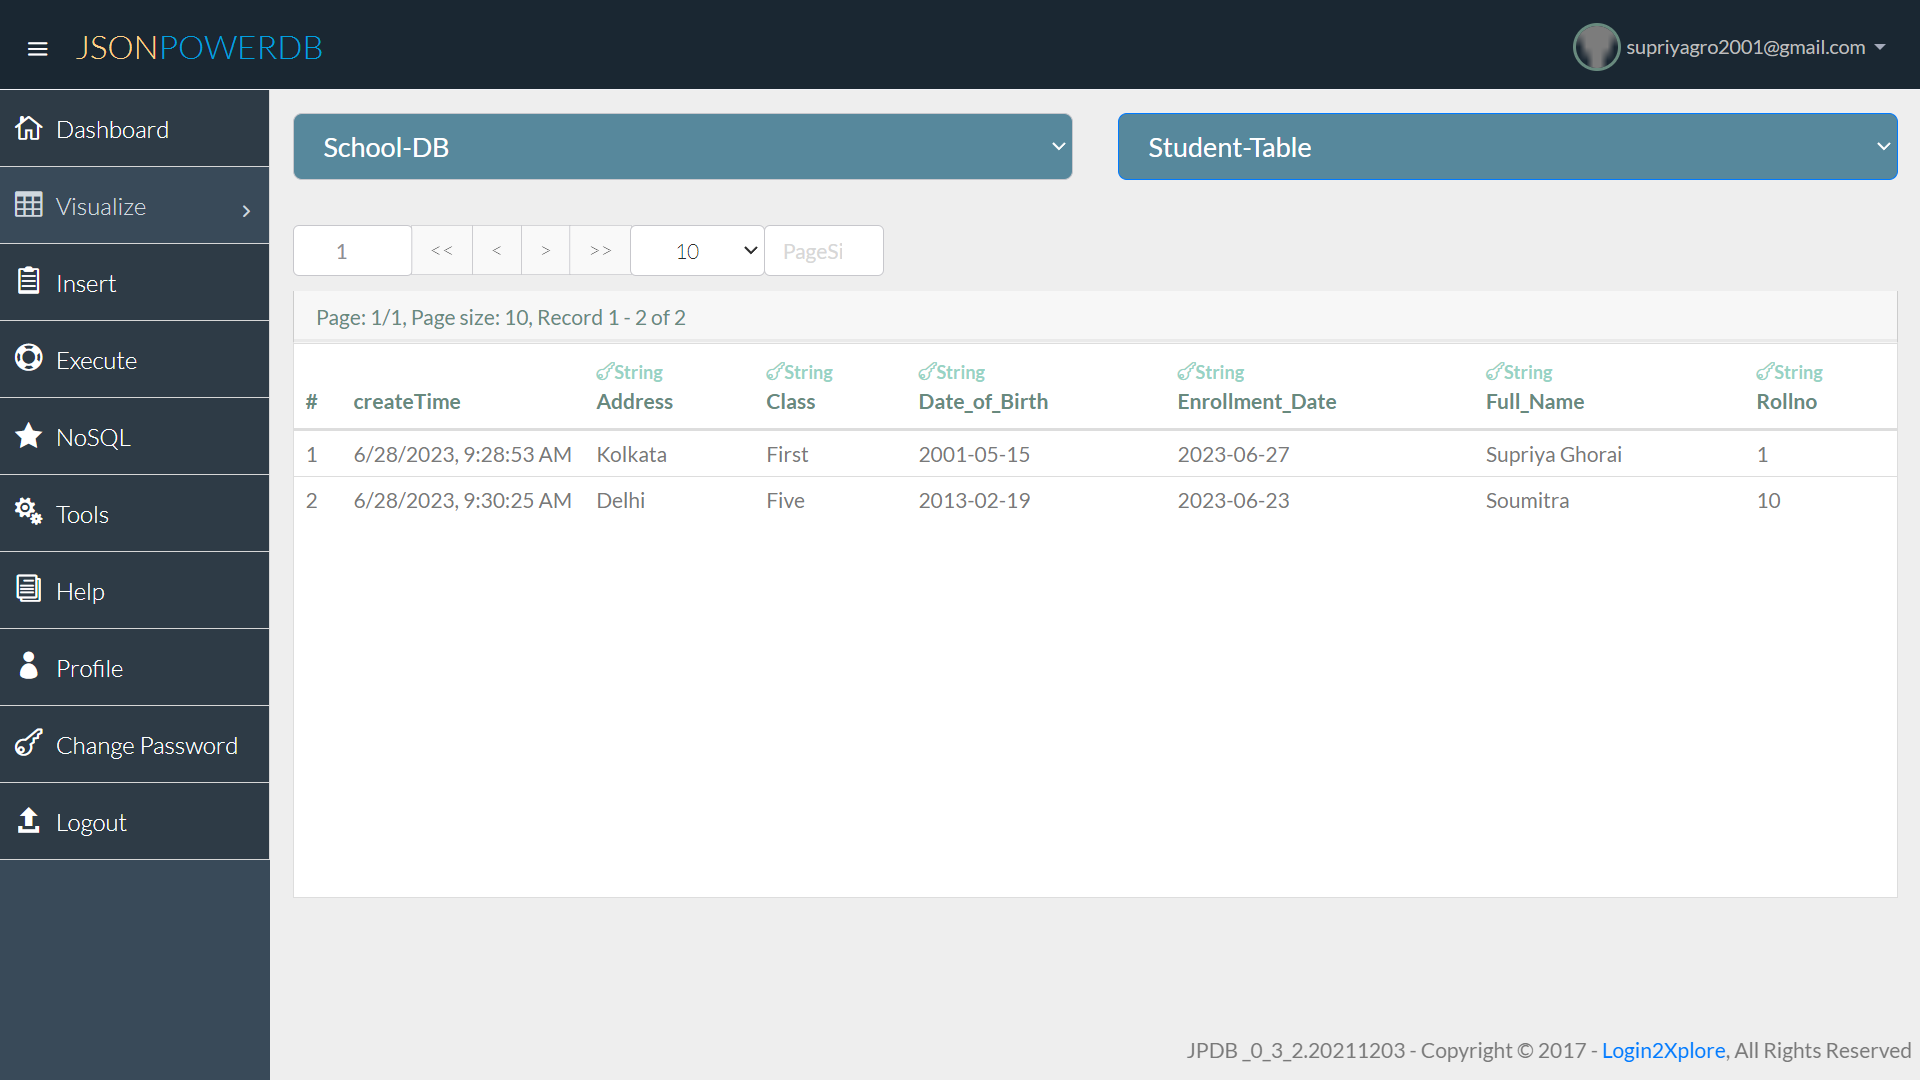 JSONPOWERDB
supriyagro2001@gmail.com
Dashboard
Visualize
Insert
Execute
NoSQL
Tools
Help
Profile
Change Password
Logout
School-DB
Student-Table
1 << < > >> 10 PageSi
Page: 1/1, Page size: 10, Record 1 - 2 of 2
String String String String String String
# createTime Address Class Date_of_Birth Enrollment_Date Full_Name Rollno
1 6/28/2023, 9:28:53 AM Kolkata First 2001-05-15 2023-06-27 Supriya Ghorai 1
2 6/28/2023, 9:30:25 AM Delhi Five 2013-02-19 2023-06-23 Soumitra 10
JPDB _0_3_2.20211203 - Copyright © 2017 - Login2Xplore, All Rights Reserved